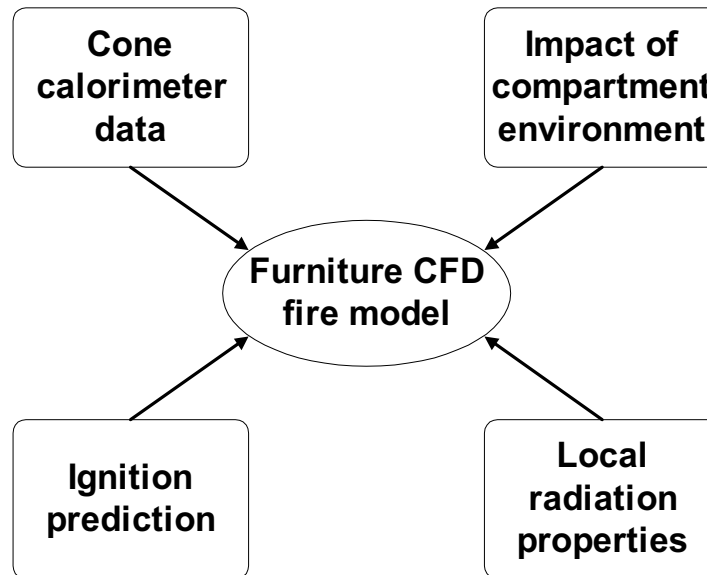 Cone
calorimeter
data
Impact of
compartment
environment
Furniture CFD
fire model
Ignition
prediction
Local
radiation
properties